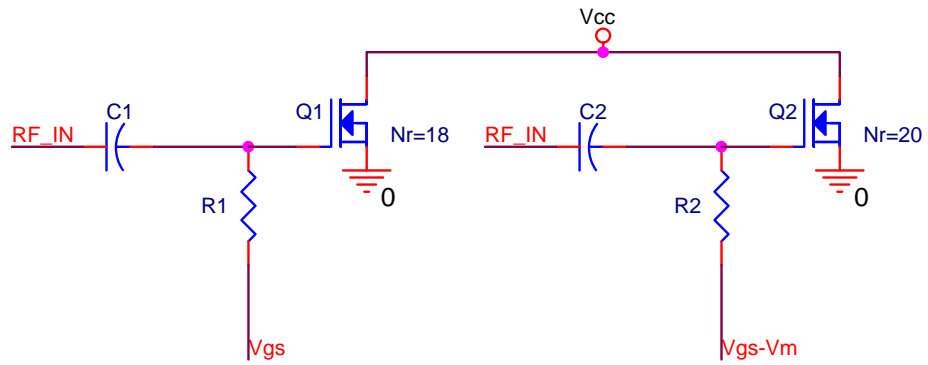 Vcc
C1
Q1
C2
Q2
RF_IN
Nr=18
RF_IN
Nr=20
R1
0
R2
0
Vgs
Vgs-Vm